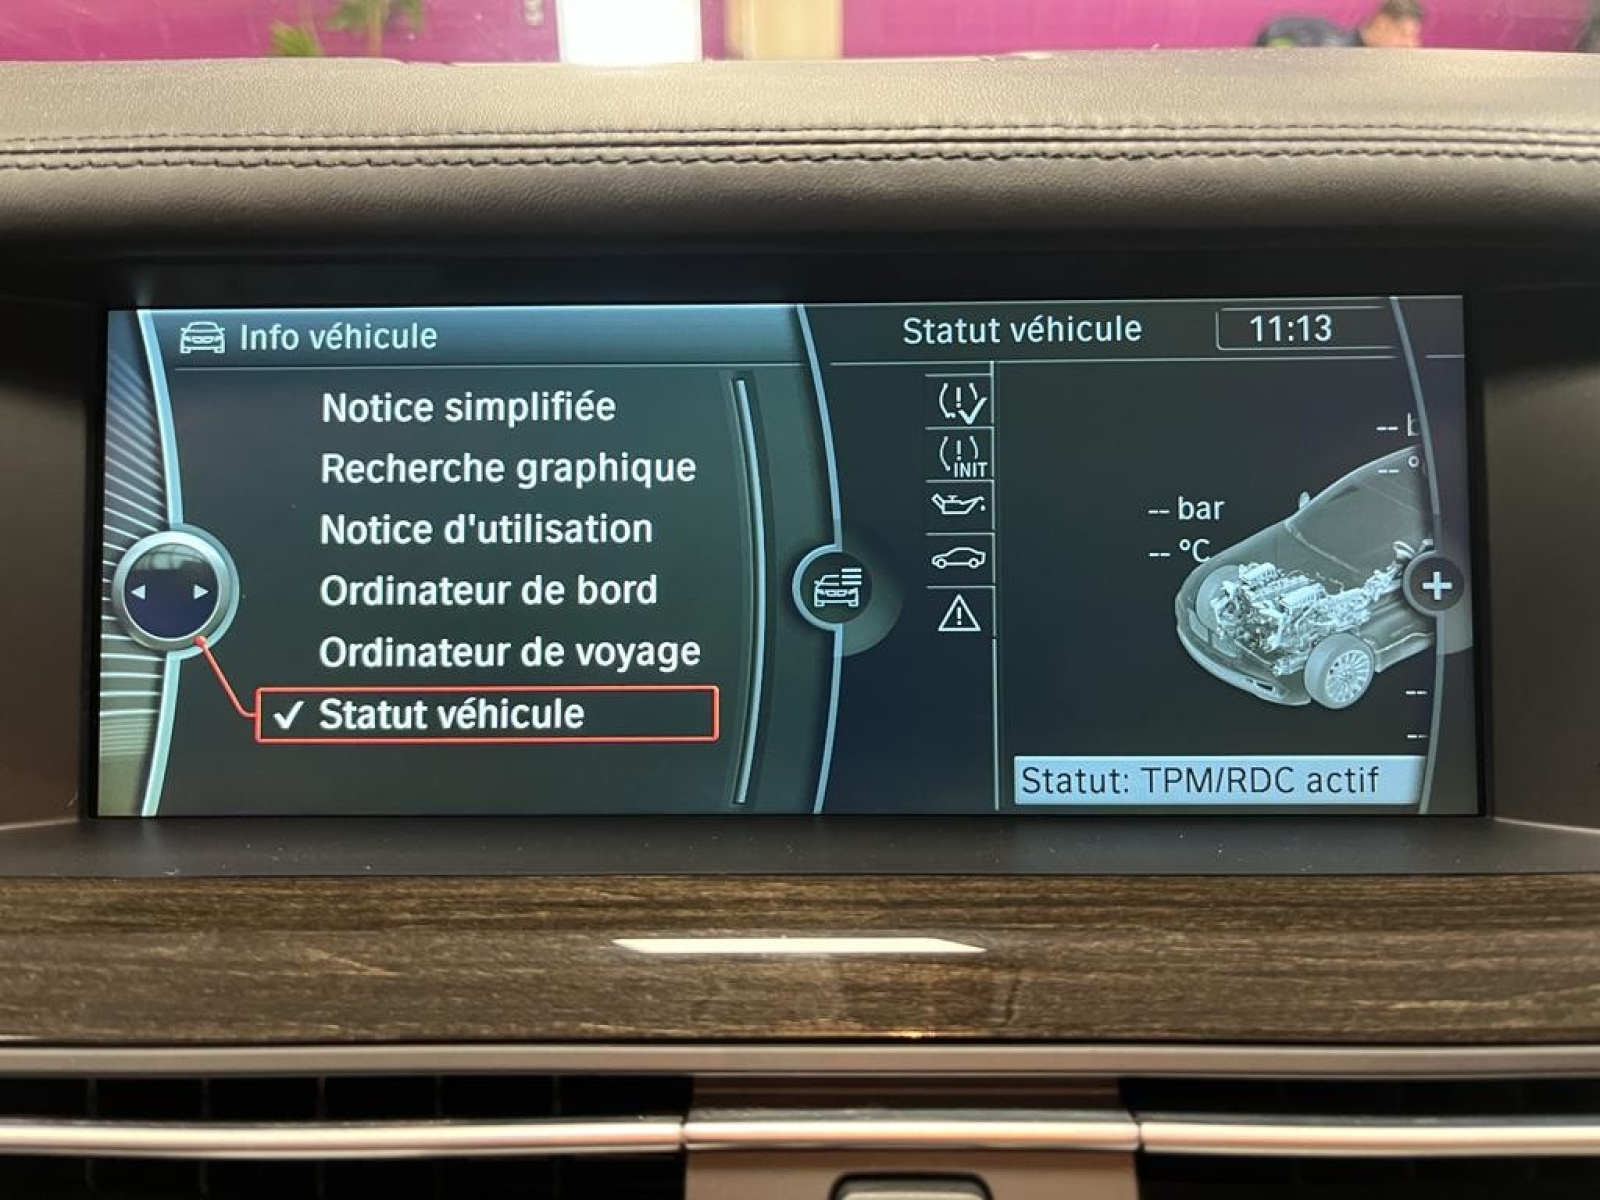 Info véhicule
Notice simplifiée
Recherche graphique
Notice d'utilisation
Ordinateur de bord
Ordinateur de voyage
✓ Statut véhicule
Statut véhicule
11:13
INIT
-- b
-- °
-- bar
-- °C
--
--
Statut: TPM/RDC actif